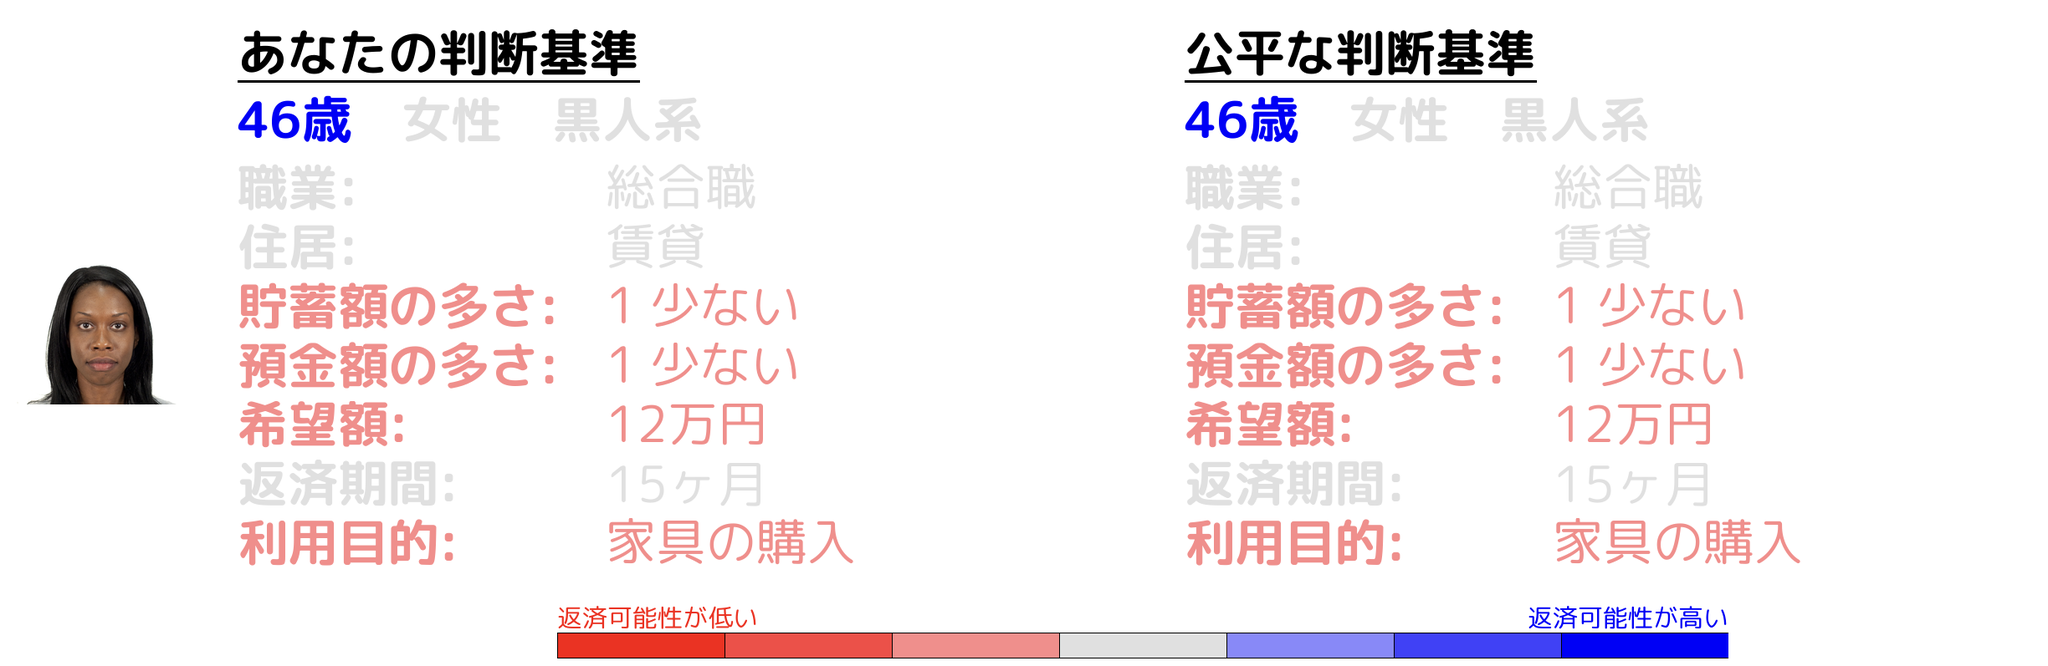 あなたの判断基準
46歳 女性 黒人系
職業: 総合職
住居: 賃貸
貯蓄額の多さ: 1 少ない
預金額の多さ: 1 少ない
希望額: 12万円
返済期間: 15ヶ月
利用目的: 家具の購入
公平な判断基準
46歳 女性 黒人系
職業: 総合職
住居: 賃貸
貯蓄額の多さ: 1 少ない
預金額の多さ: 1 少ない
希望額: 12万円
返済期間: 15ヶ月
利用目的: 家具の購入
返済可能性が低い
返済可能性が高い